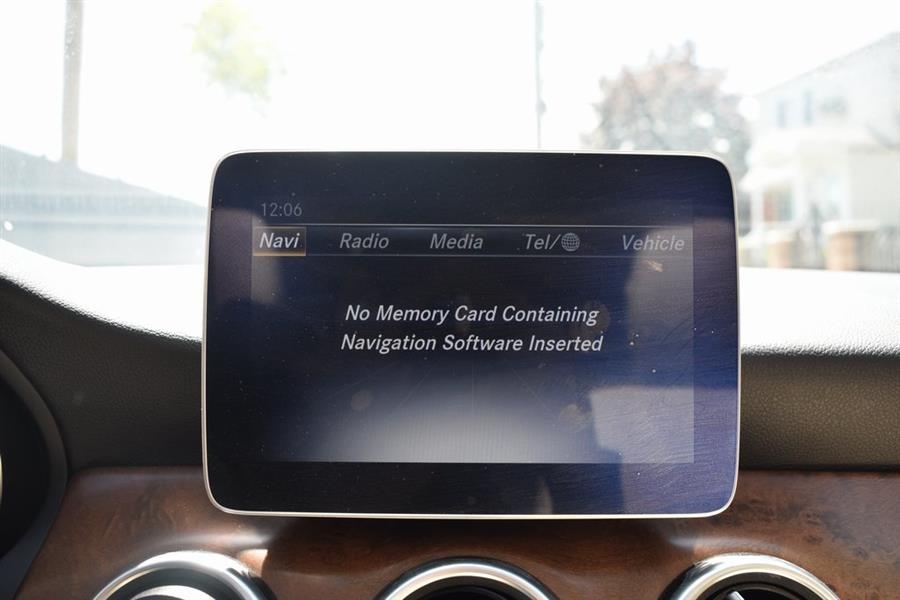 12:06
Navi Radio Media Tel/ Vehicle
No Memory Card Containing
Navigation Software Inserted